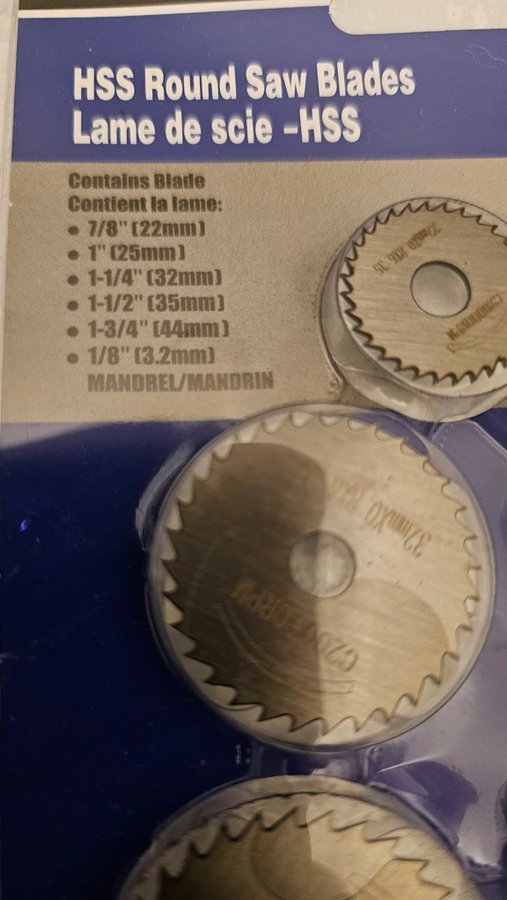 HSS Round Saw Blades
Lame de scie –HSS
Contains Blade
Contient la lame:
• 7/8" (22mm)
• 1" (25mm)
• 1-1/4" (32mm)
• 1-1/2" (35mm)
• 1-3/4" (44mm)
• 1/8" (3.2mm)
MANDREL/MANDRIN